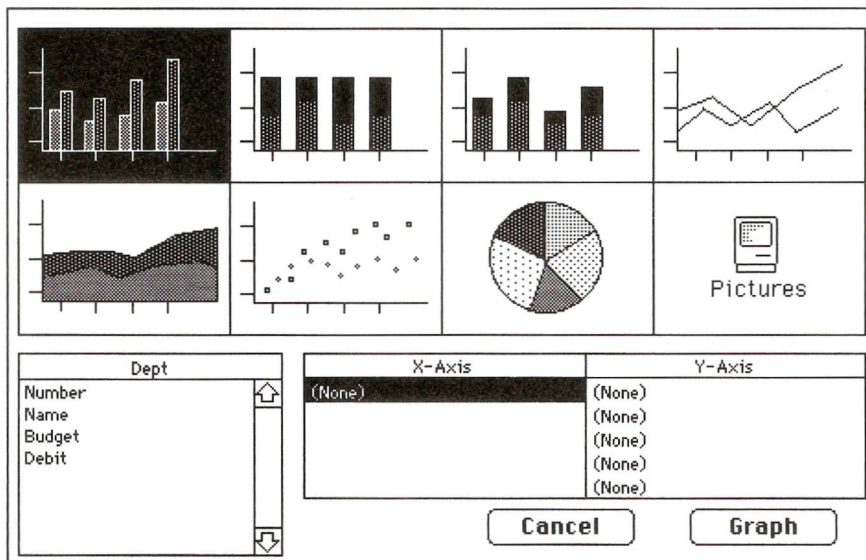 Pictures
Dept
Number
Name
Budget
Debit
X-Axis
(None)
Y-Axis
(None)
(None)
(None)
(None)
(None)
Cancel
Graph